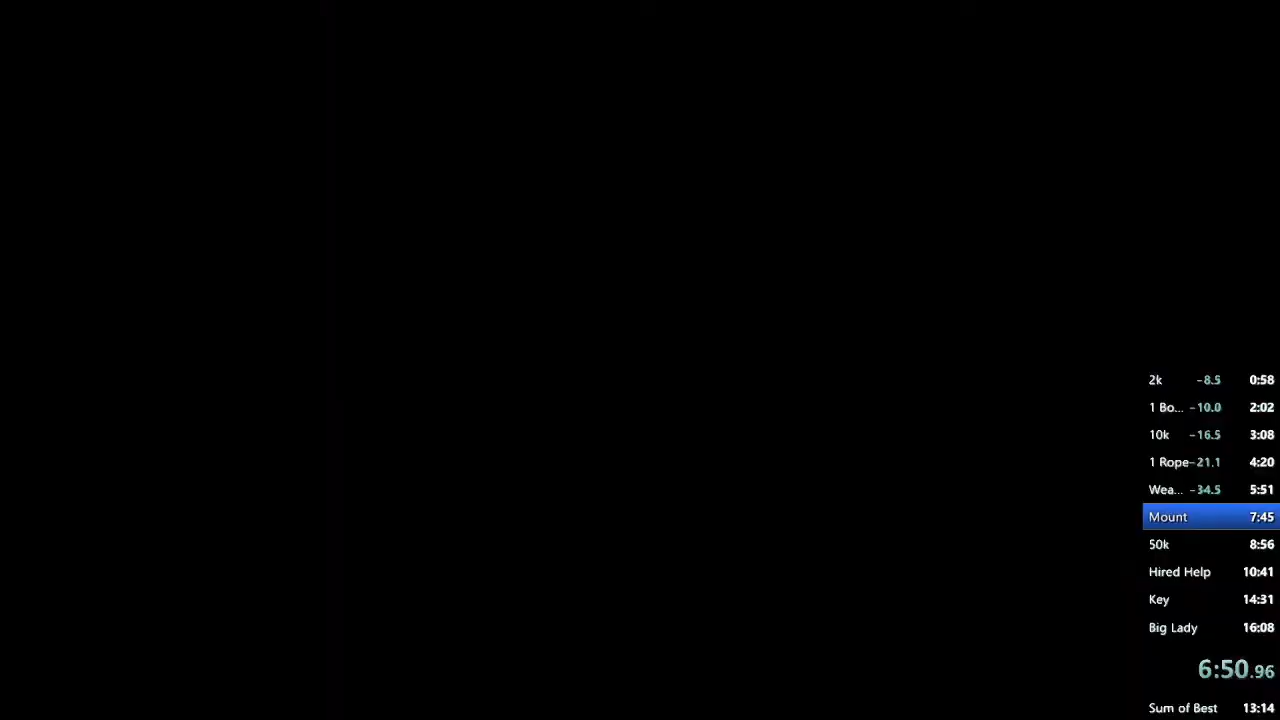 2k -8.5 0:58
1 Bo... -10.0 2:02
10k -16.5 3:08
1 Rope -21.1 4:20
Wea... -34.5 5:51
Mount 7:45
50k 8:56
Hired Help 10:41
Key 14:31
Big Lady 16:08
6:50.96
Sum of Best 13:14